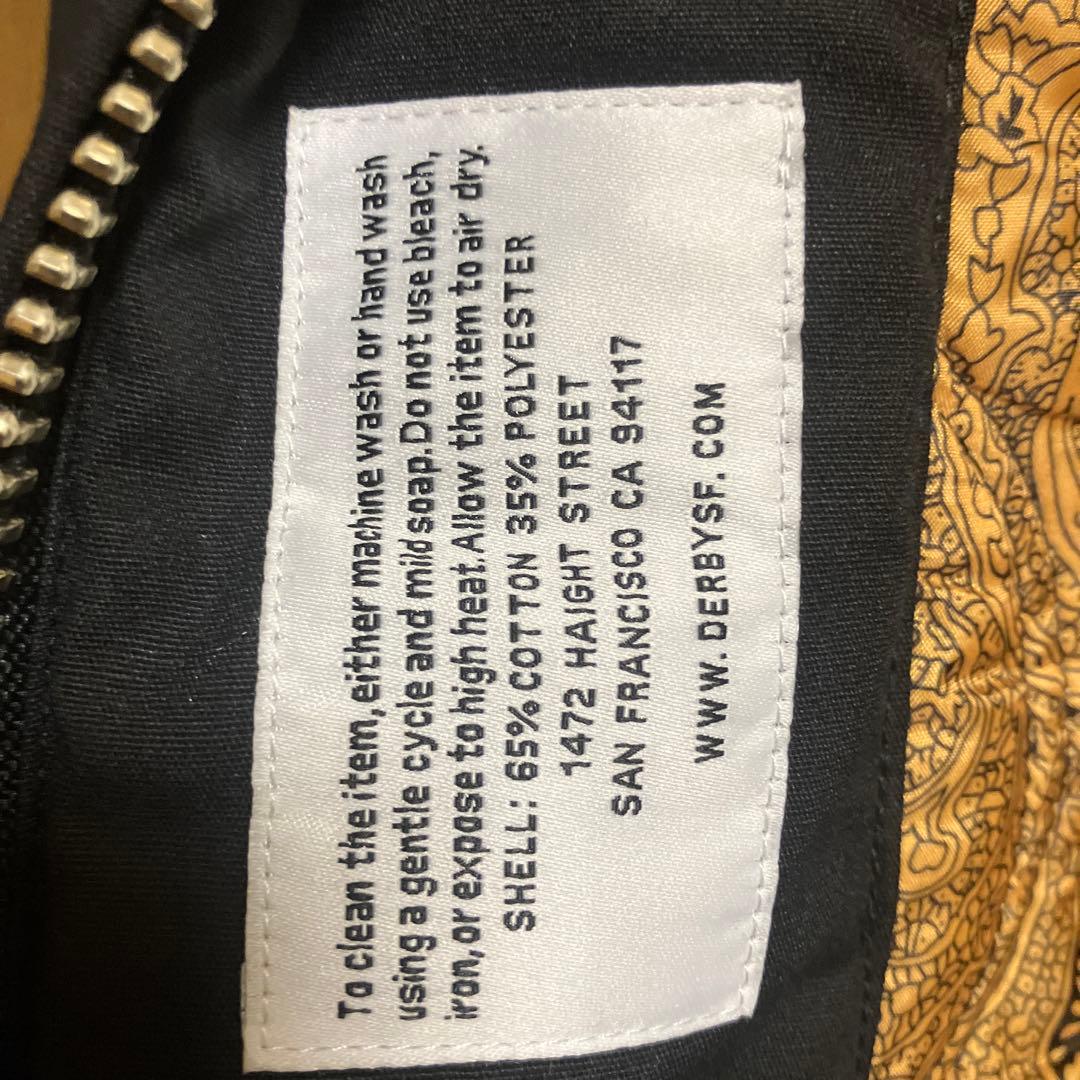 To clean the item, either machine wash or hand wash
using a gentle cycle and mild soap. Do not use bleach,
iron, or expose to high heat. Allow the item to air dry.
SHELL: 65% COTTON 35% POLYESTER
1472 HAIGHT STREET
SAN FRANCISCO CA 94117
WWW.DERBYSF.COM